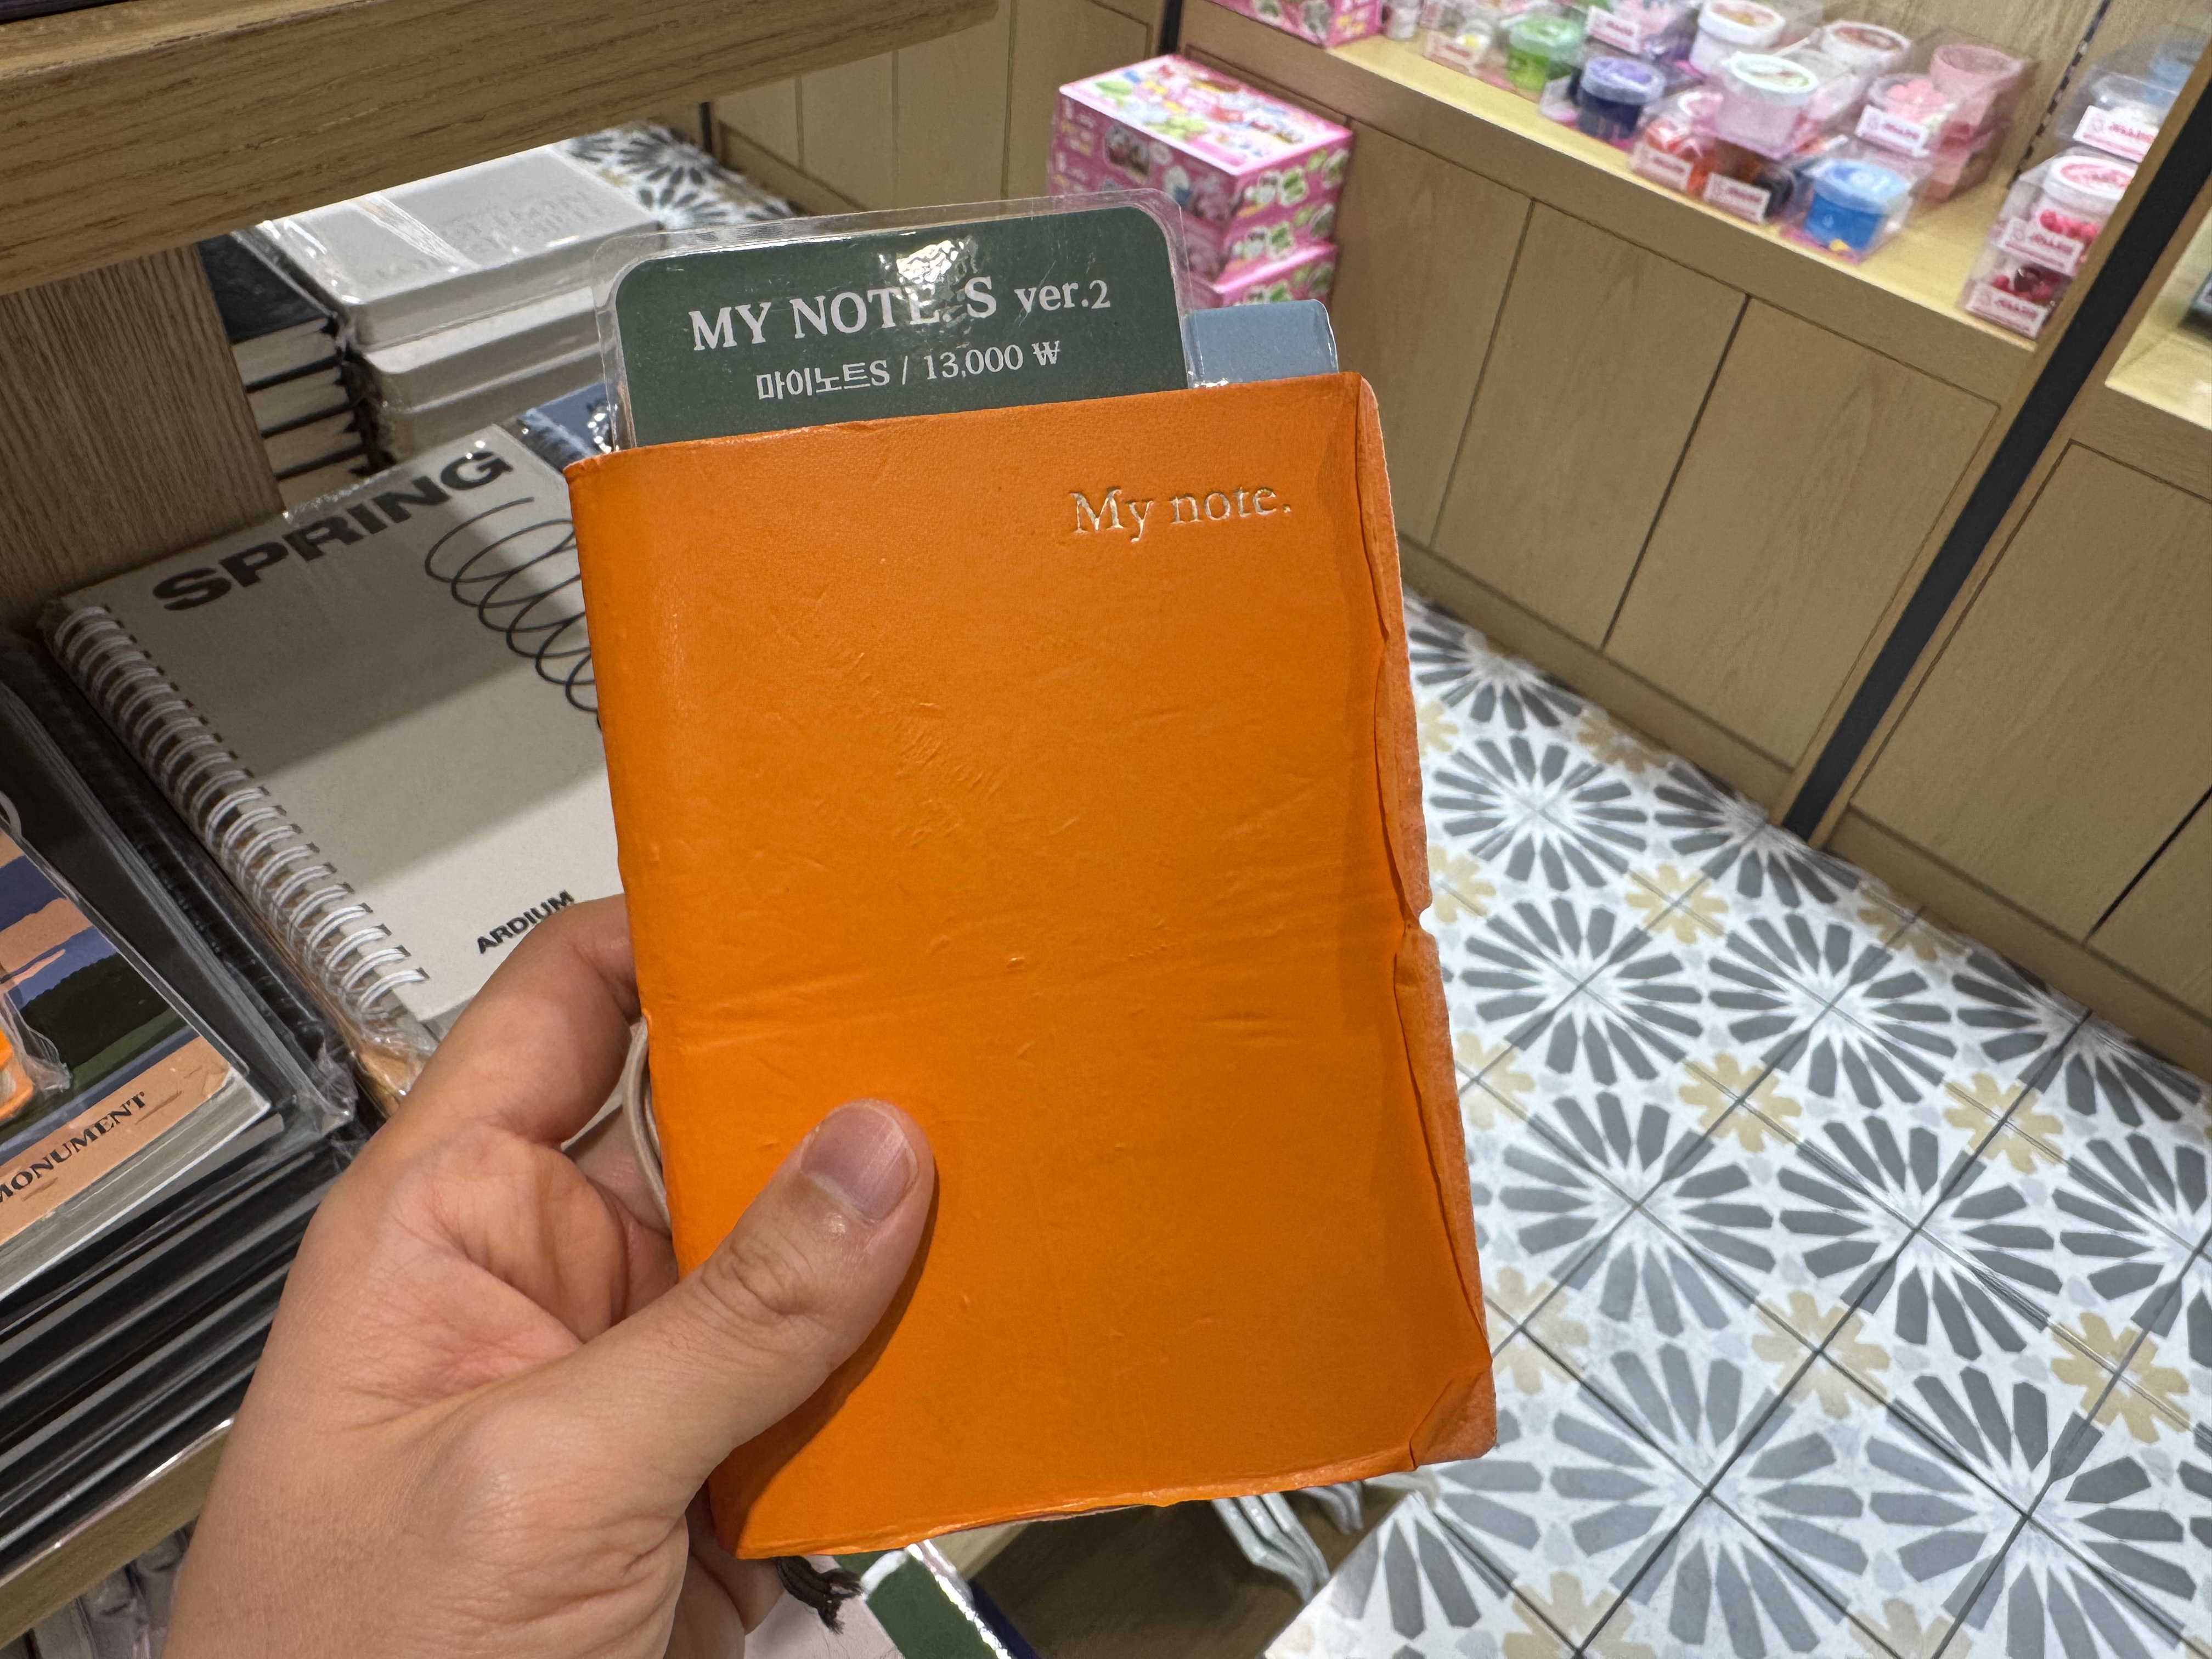 MY NOTE. S ver.2
마이노트S / 13,000 ₩
My note.
SPRING
ARDIUM
MONUMENT